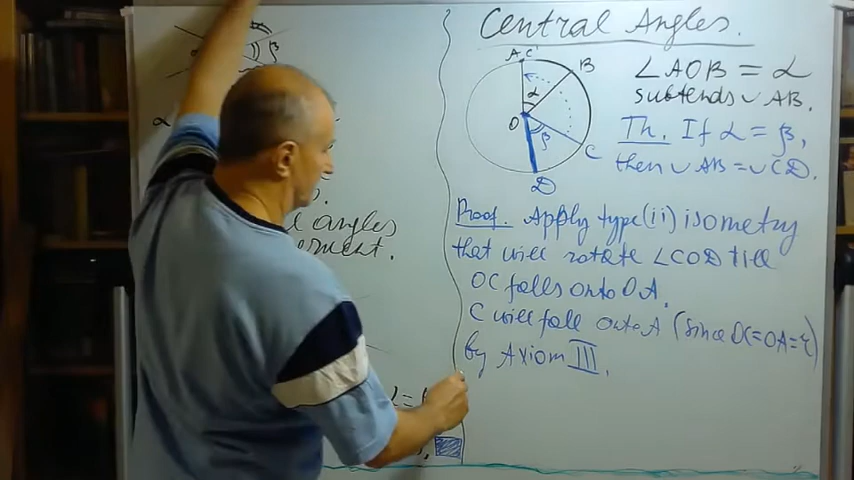 β
α
angles
Central Angles.
A C'
B
α
O
β
C
D
∠AOB = α
subtends ∪ AB.
Th. If α = β,
then ∪ AB = ∪ CD.
Proof. Apply type (ii) isometry
that will rotate ∠COD till
OC falls onto OA.
C will fall onto A (since OC=OA=r)
by Axiom III.